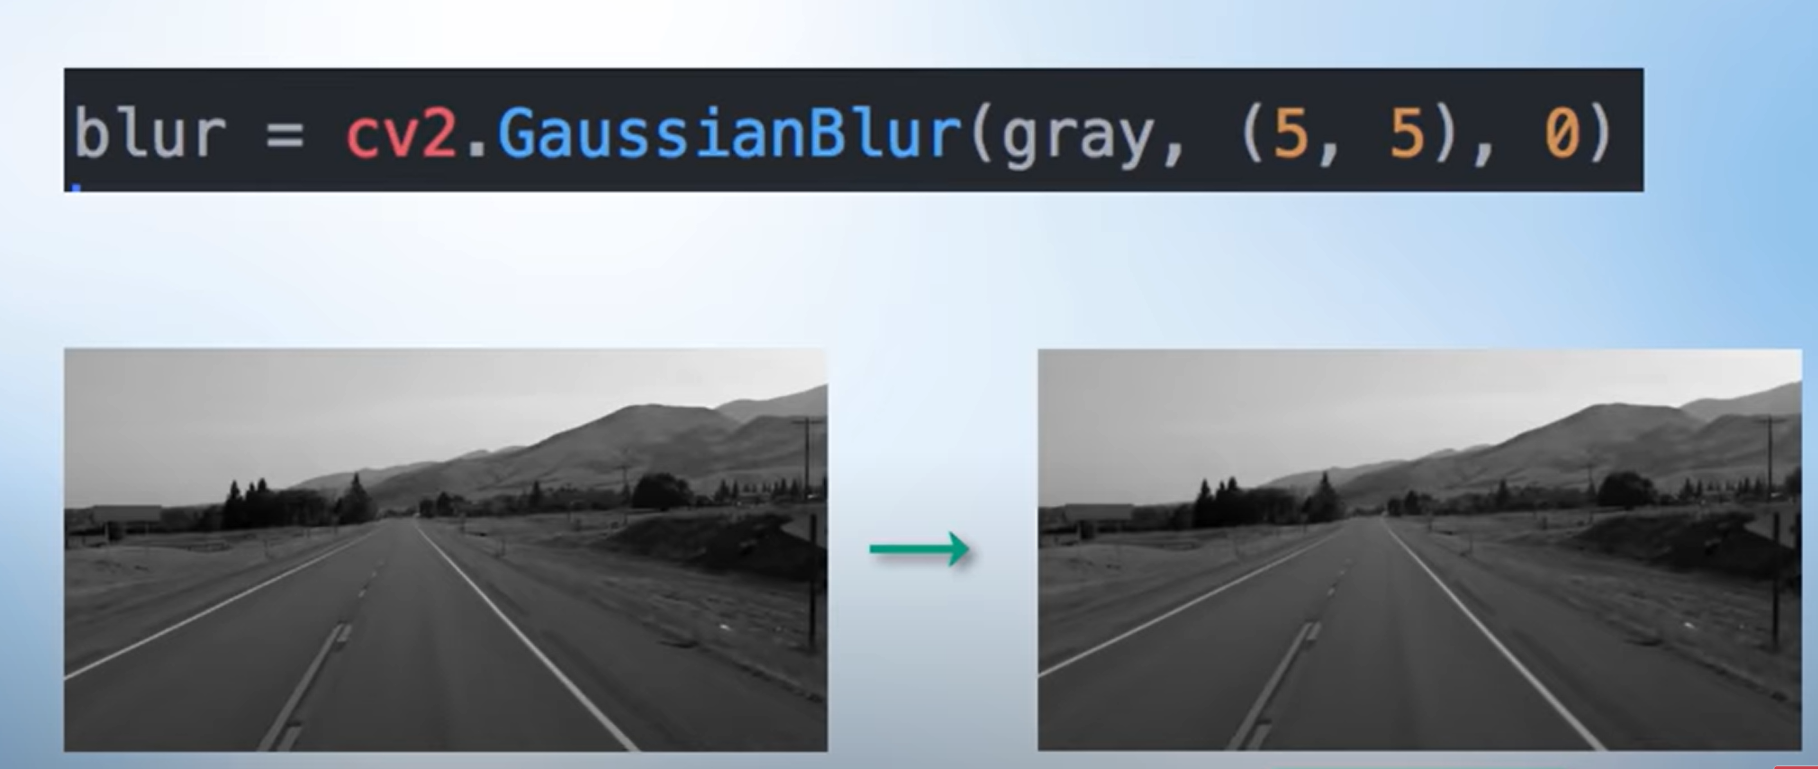 blur = cv2.GaussianBlur(gray, (5, 5), 0)